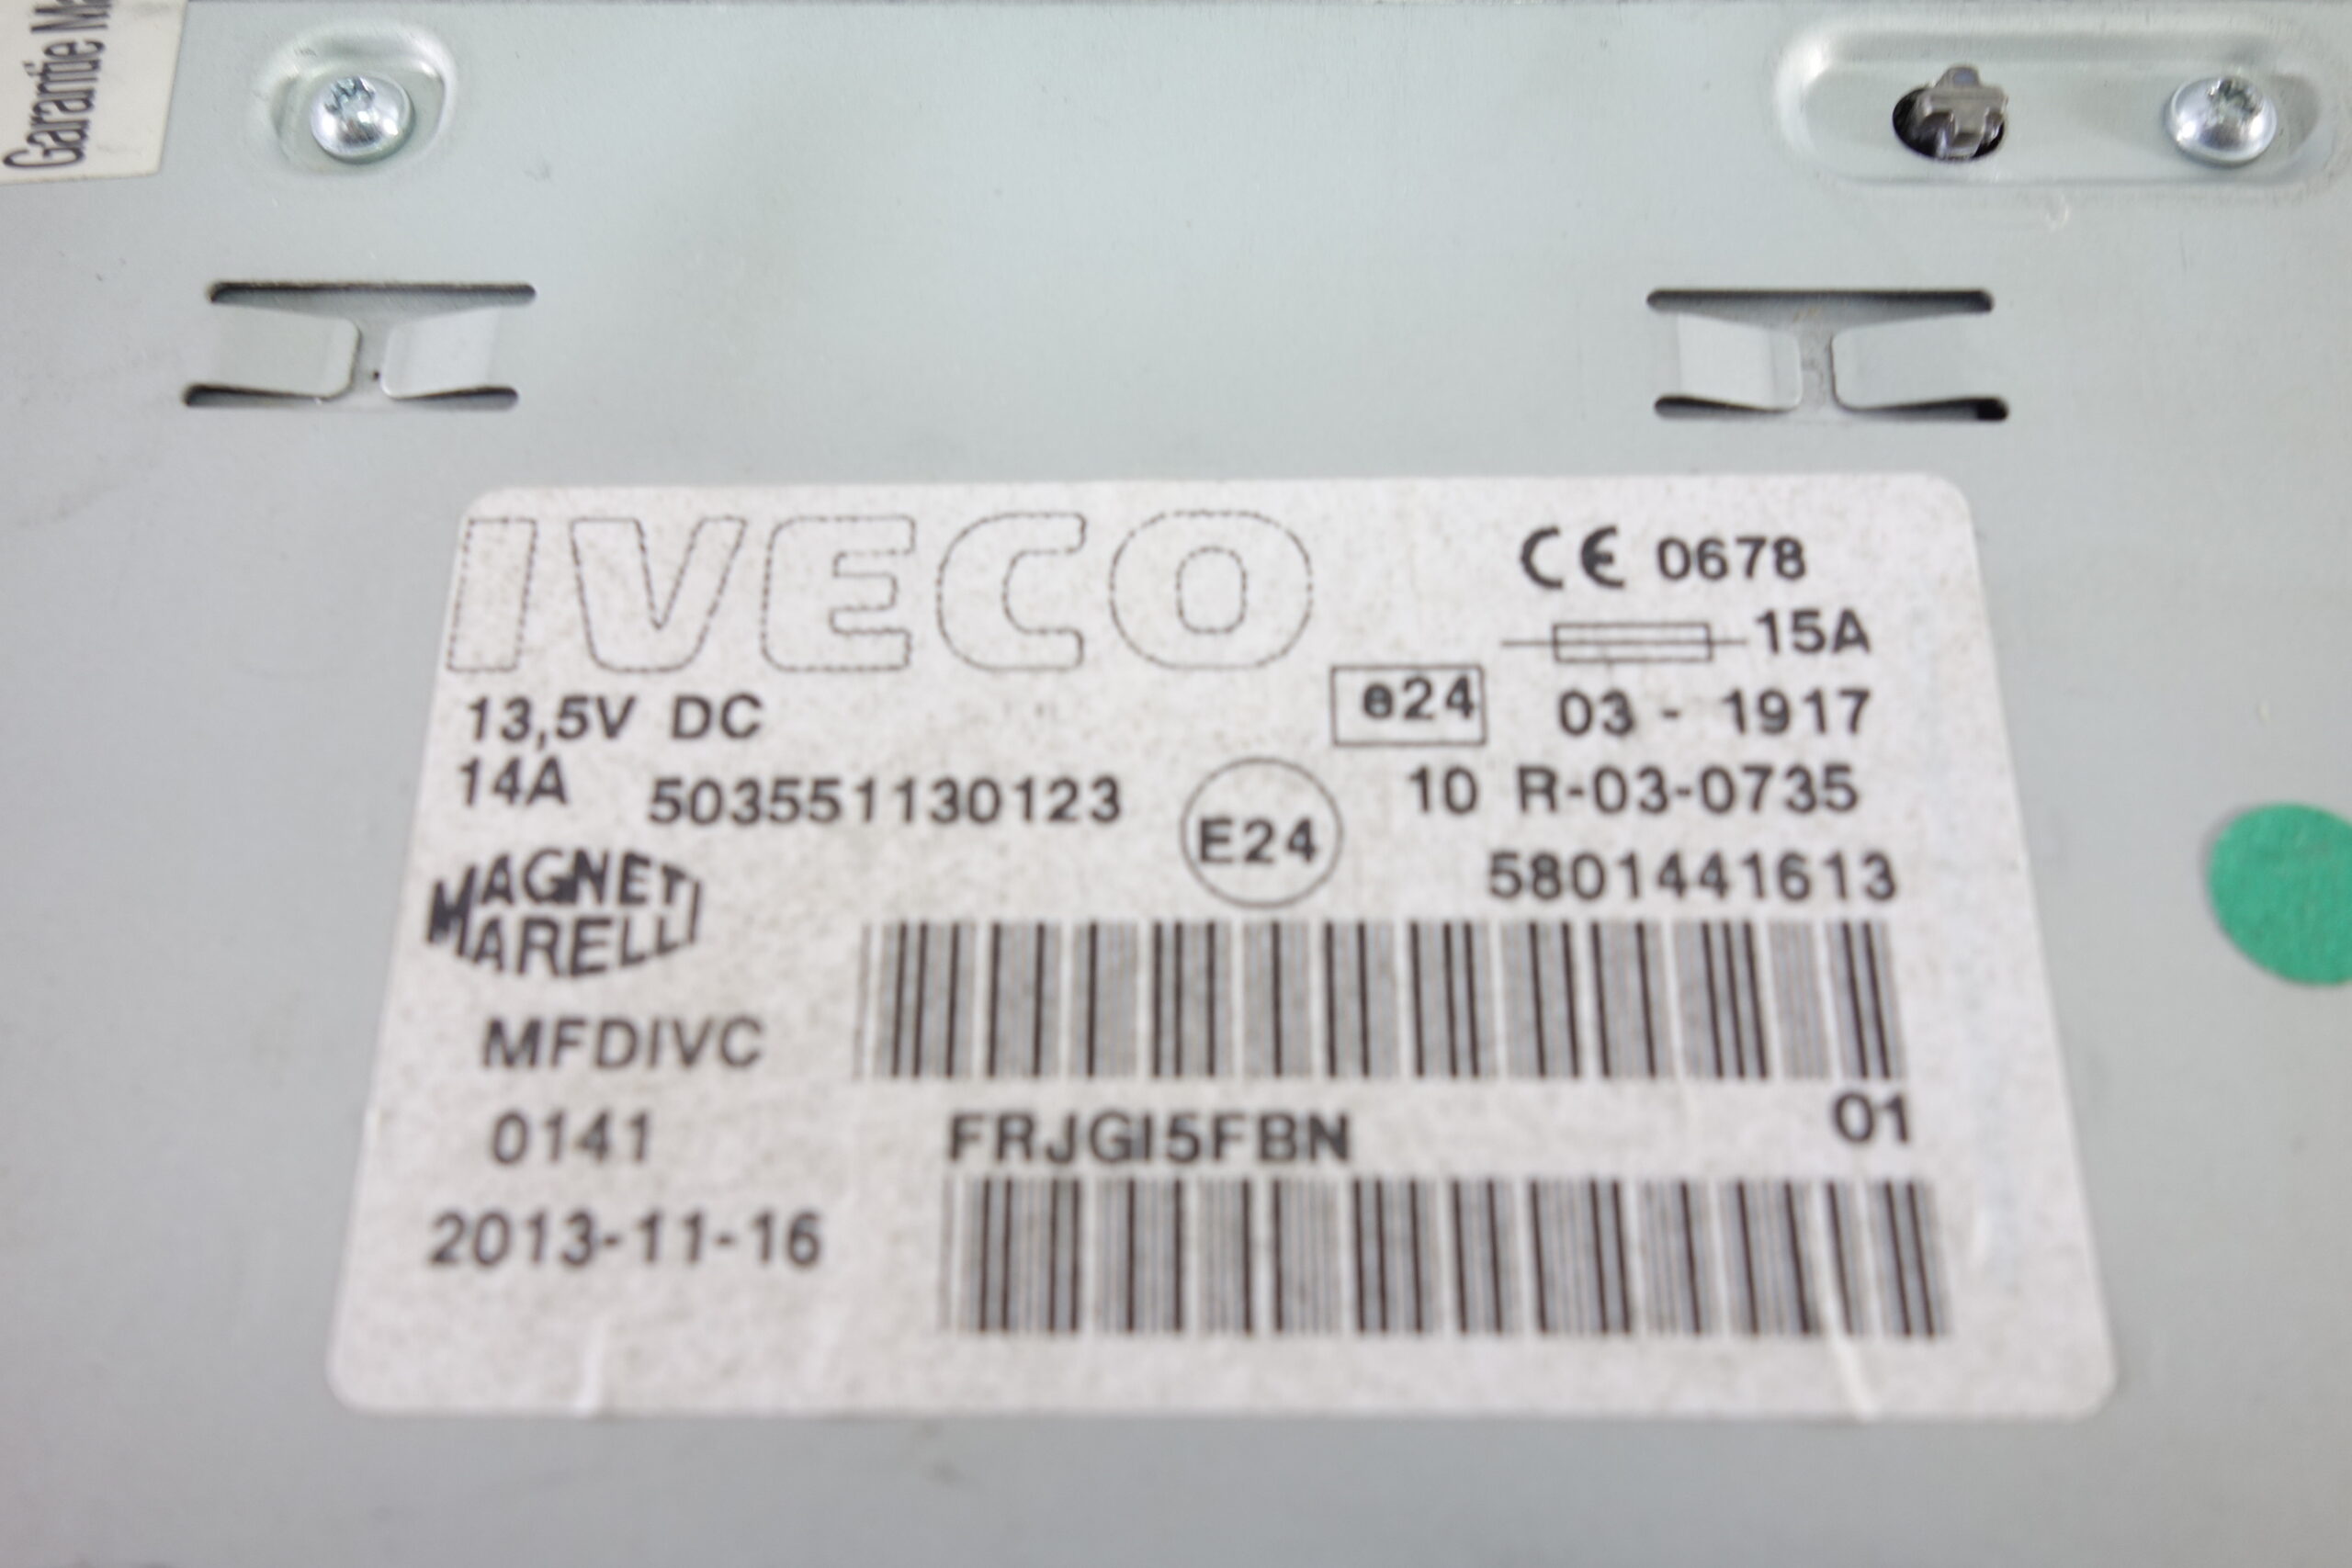 Garantie
IVECO
CE 0678
15A
13,5V DC
e24 03 - 1917
14A 503551130123
E24
10 R-03-0735
5801441613
MAGNETI
MARELLI
MFDIVC
0141
FRJGI5FBN
01
2013-11-16